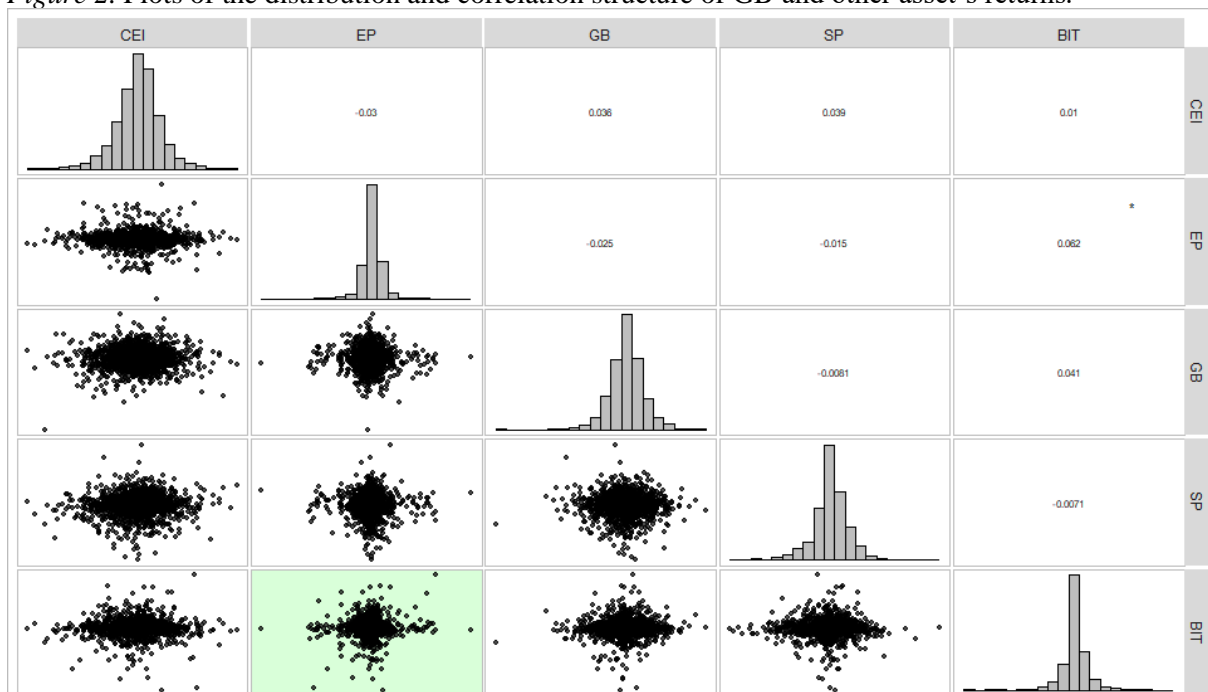 Figure 2. Plots of the distribution and correlation structure of GB and other asset's returns.
CEI EP GB SP BIT
-0.03 0.036 0.039 0.01 CEI
*
-0.025 -0.015 0.062 EP
-0.0081 0.041 GB
-0.0071 SP
BIT